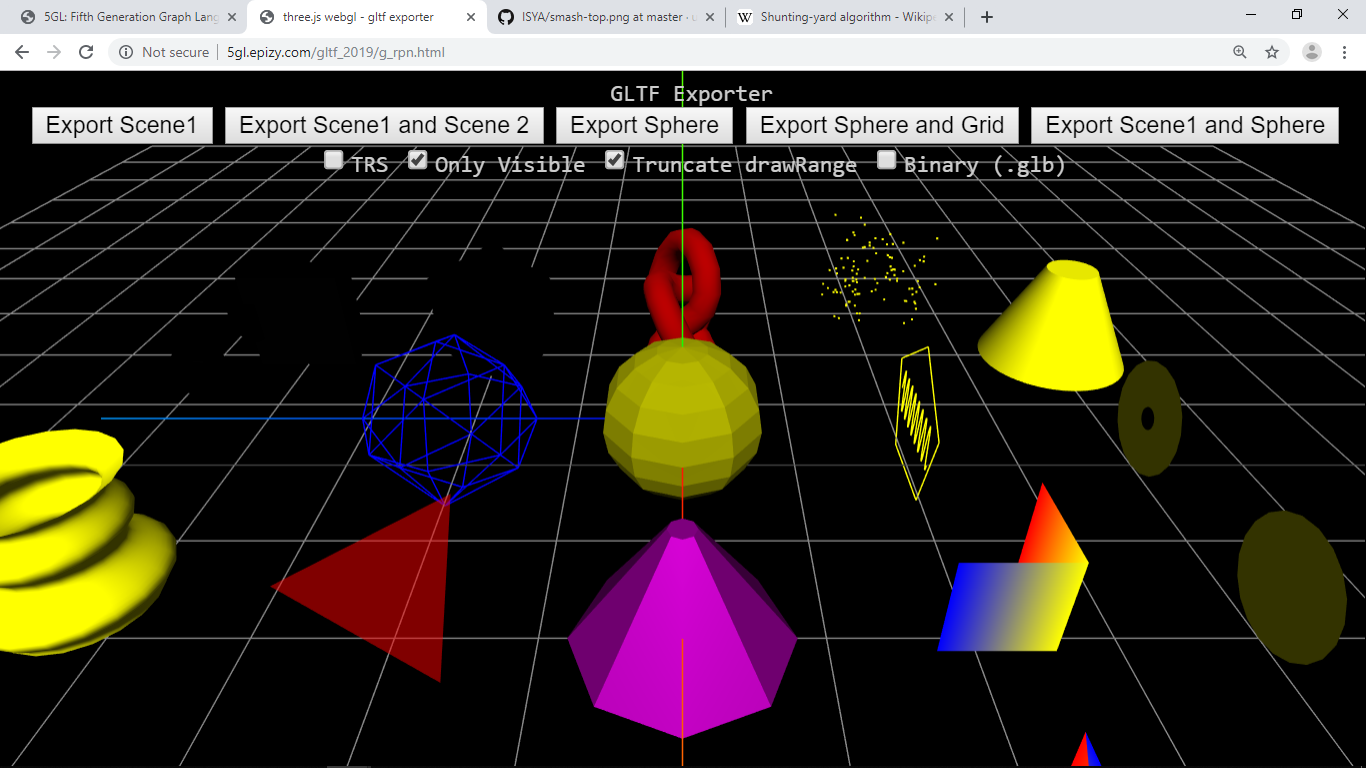 5GL: Fifth Generation Graph Lang
three.js webgl - gltf exporter
ISYA/smash-top.png at master · u
W Shunting-yard algorithm - Wikipe
Not secure | 5gl.epizy.com/gltf_2019/g_rpn.html
GLTF Exporter
Export Scene1 Export Scene1 and Scene 2 Export Sphere Export Sphere and Grid Export Scene1 and Sphere
TRS Only Visible Truncate drawRange Binary (.glb)